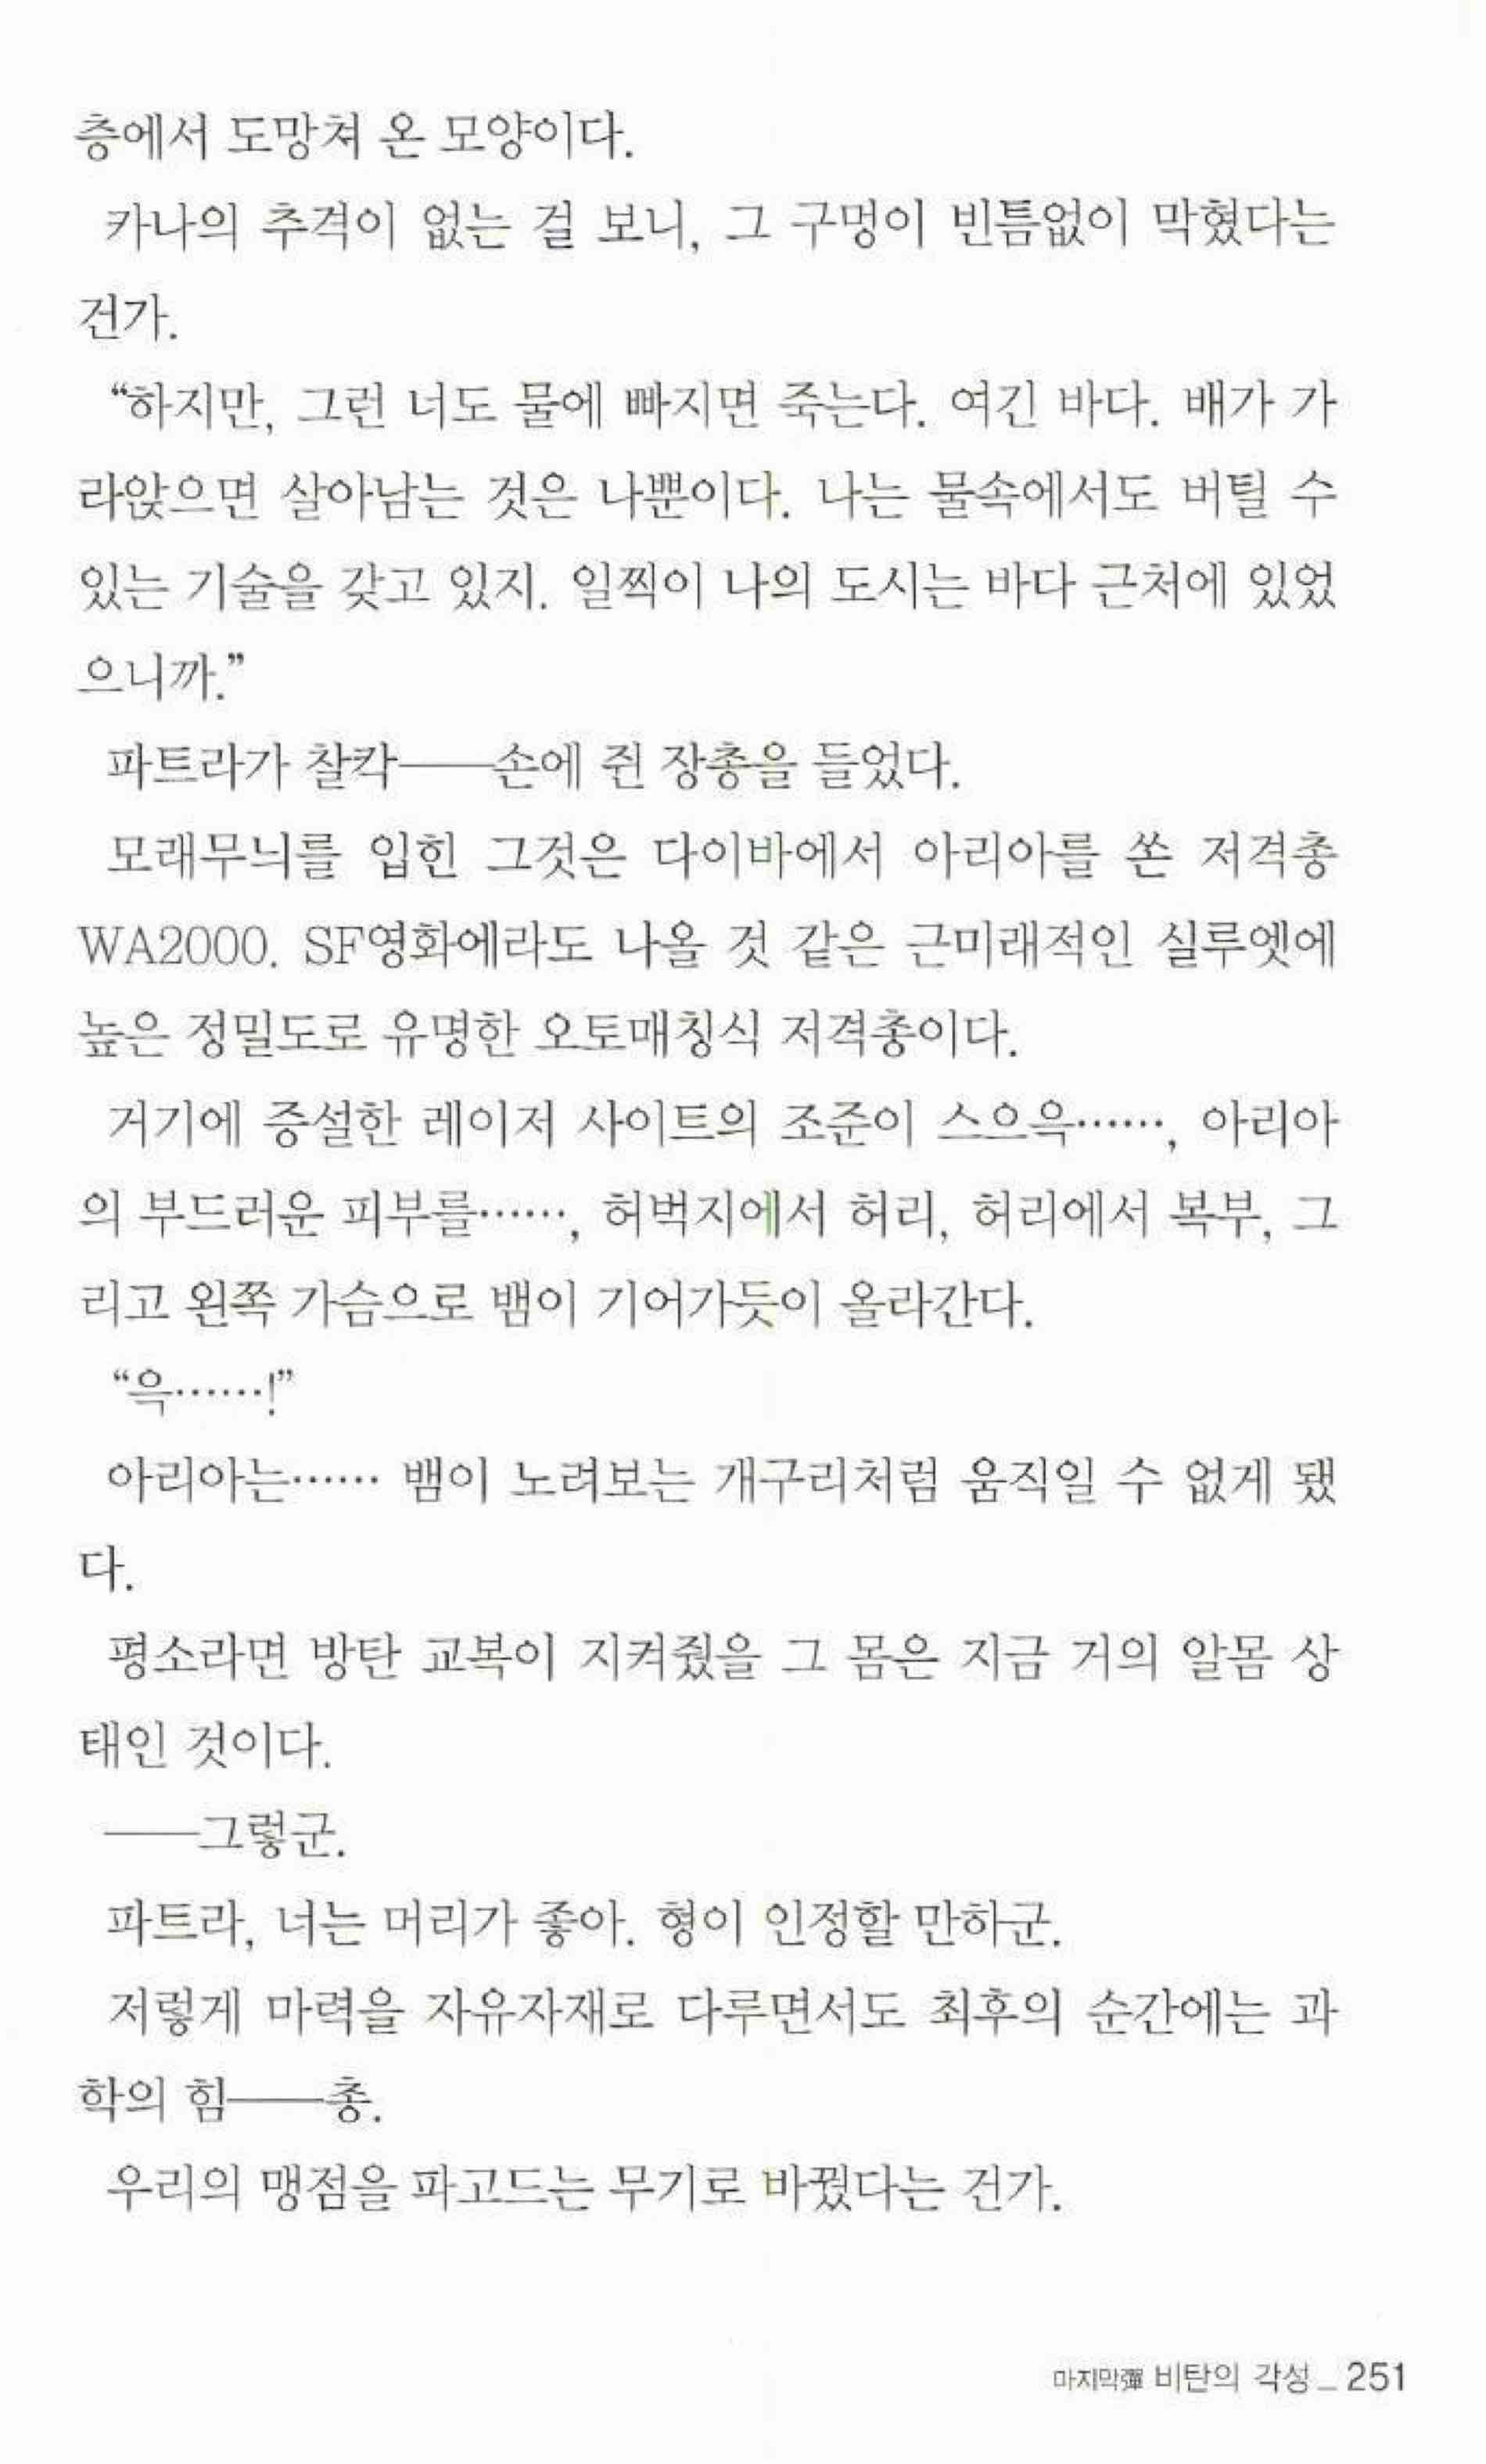 층에서 도망쳐 온 모양이다.
카나의 추격이 없는 걸 보니, 그 구멍이 빈틈없이 막혔다는
건가.
“하지만, 그런 너도 물에 빠지면 죽는다. 여긴 바다. 배가 가
라앉으면 살아남는 것은 나뿐이다. 나는 물속에서도 버틸 수
있는 기술을 갖고 있지. 일찍이 나의 도시는 바다 근처에 있었
으니까.”
파트라가 찰칵──손에 쥔 장총을 들었다.
모래무늬를 입힌 그것은 다이바에서 아리아를 쏜 저격총
WA2000. SF영화에라도 나올 것 같은 근미래적인 실루엣에
높은 정밀도로 유명한 오토매칭식 저격총이다.
거기에 증설한 레이저 사이트의 조준이 스으윽……, 아리아
의 부드러운 피부를……, 허벅지에서 허리, 허리에서 복부, 그
리고 왼쪽 가슴으로 뱀이 기어가듯이 올라간다.
“윽……!”
아리아는…… 뱀이 노려보는 개구리처럼 움직일 수 없게 됐
다.
평소라면 방탄 교복이 지켜줬을 그 몸은 지금 거의 알몸 상
태인 것이다.
──그렇군.
파트라, 너는 머리가 좋아. 형이 인정할 만하군.
저렇게 마력을 자유자재로 다루면서도 최후의 순간에는 과
학의 힘──총.
우리의 맹점을 파고드는 무기로 바꿨다는 건가.
마지막彈 비탄의 각성 _ 251